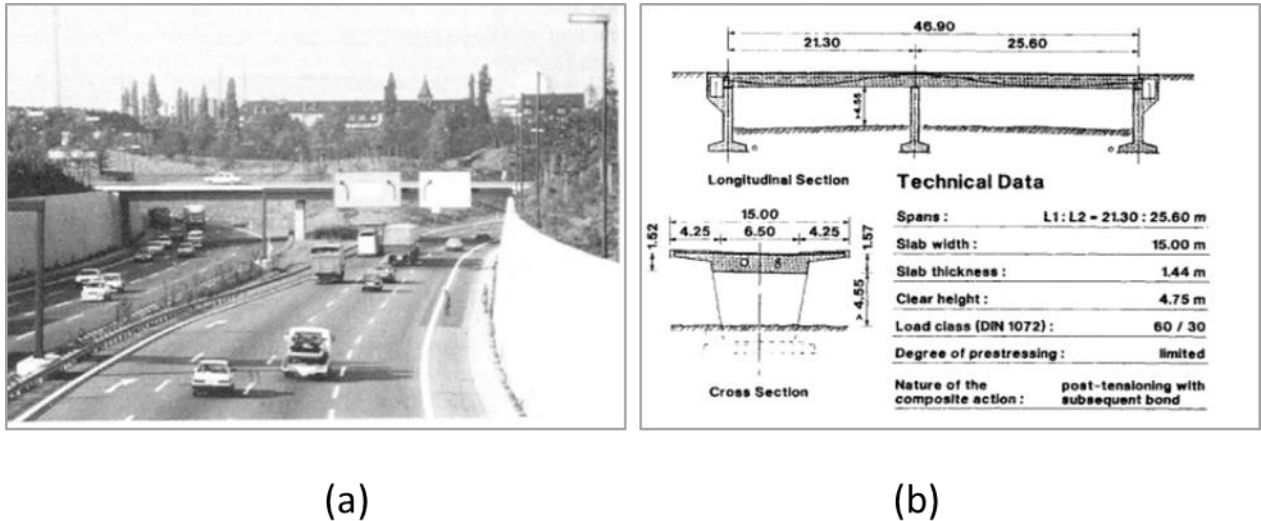 46.90
21.30 25.60
>4.55
Longitudinal Section
Technical Data
15.00
4.25 6.50 4.25
1.52
1.57
> 4.55
Cross Section
Spans : L1 : L2 - 21.30 : 25.60 m
Slab width : 15.00 m
Slab thickness : 1.44 m
Clear height : 4.75 m
Load class (DIN 1072) : 60 / 30
Degree of prestressing : limited
Nature of the post-tensioning with
composite action : subsequent bond
(a) (b)